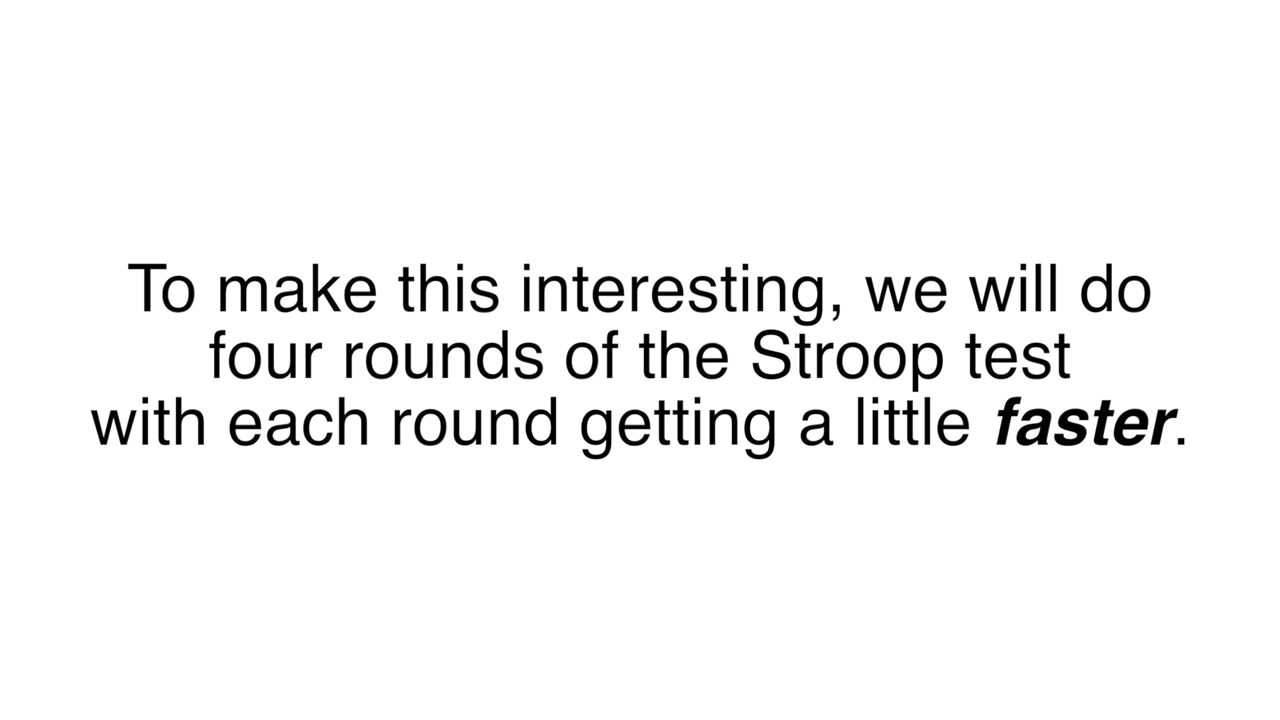 To make this interesting, we will do
four rounds of the Stroop test
with each round getting a little faster.